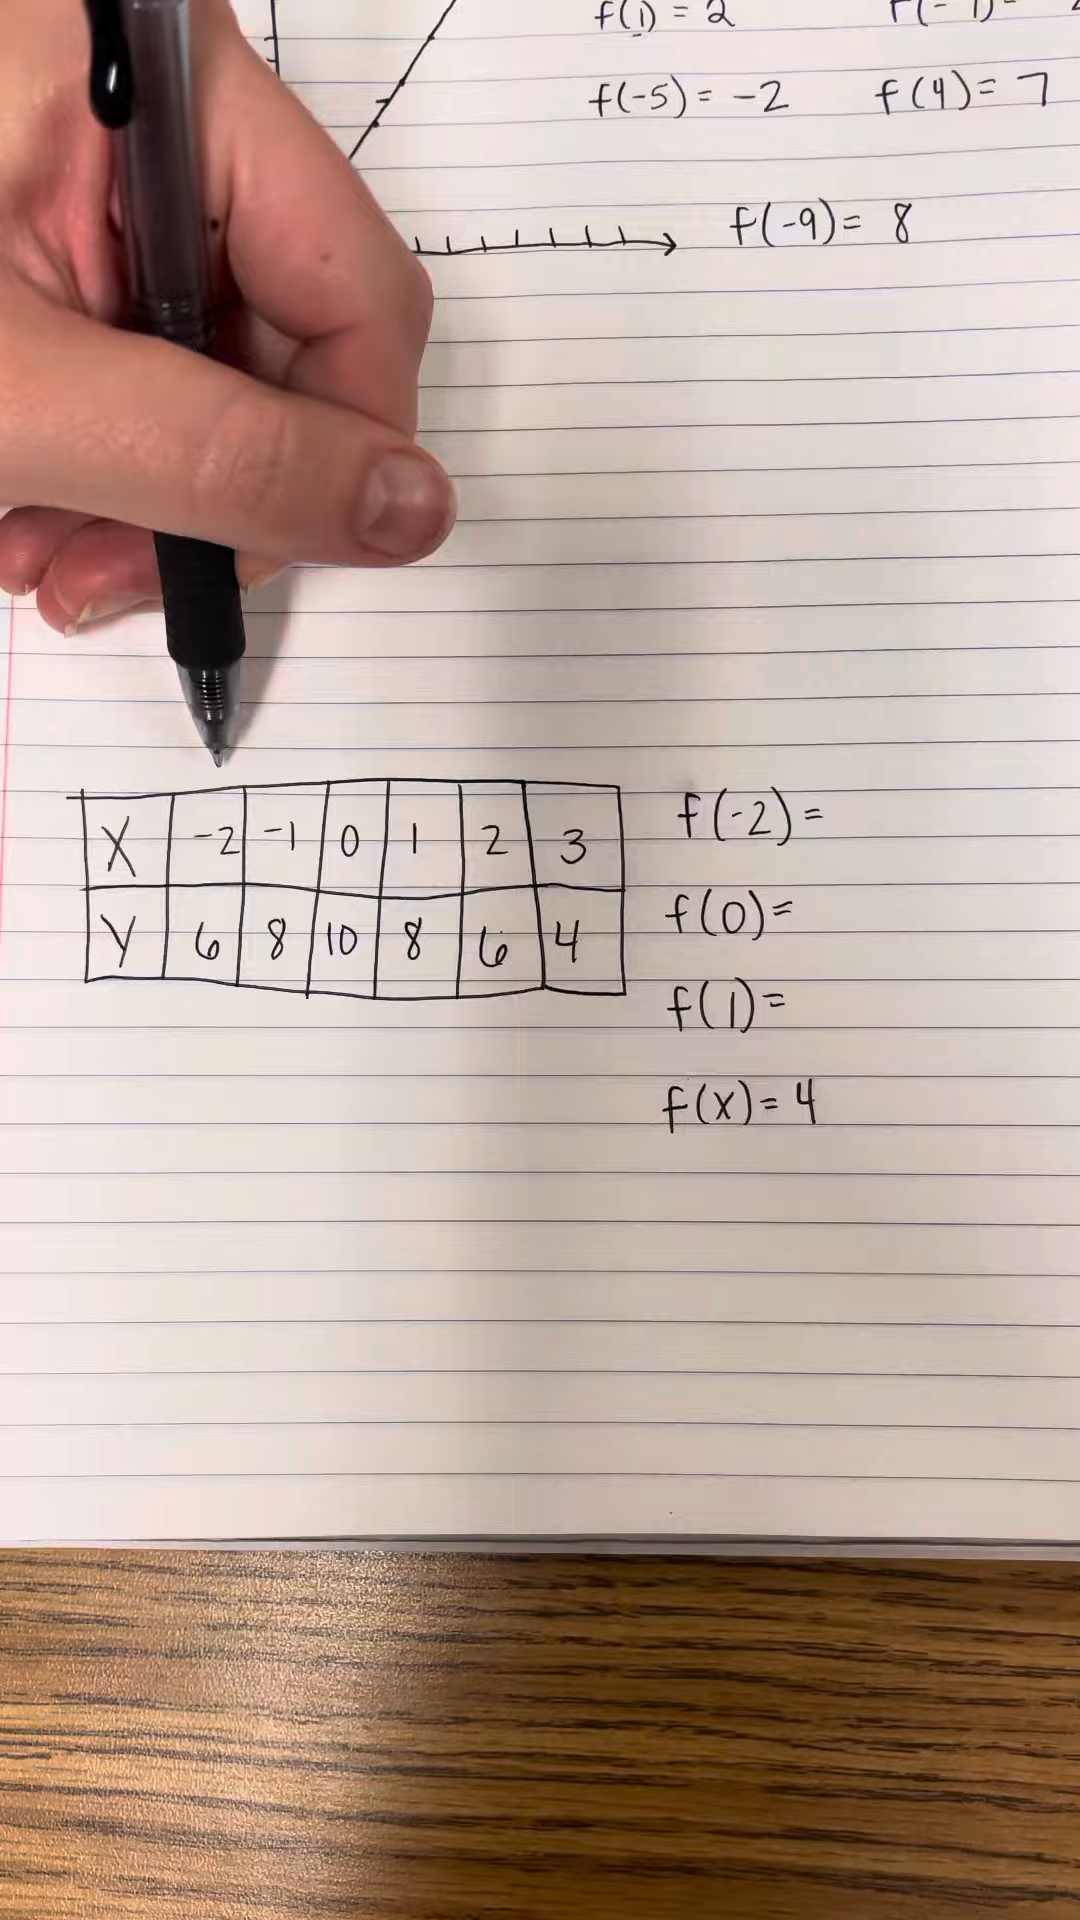 f(1) = 2
f(-5) = -2 f(4) = 7
f(-9) = 8
X -2 -1 0 1 2 3
Y 6 8 10 8 6 4
f(-2) =
f(0) =
f(1) =
f(x) = 4